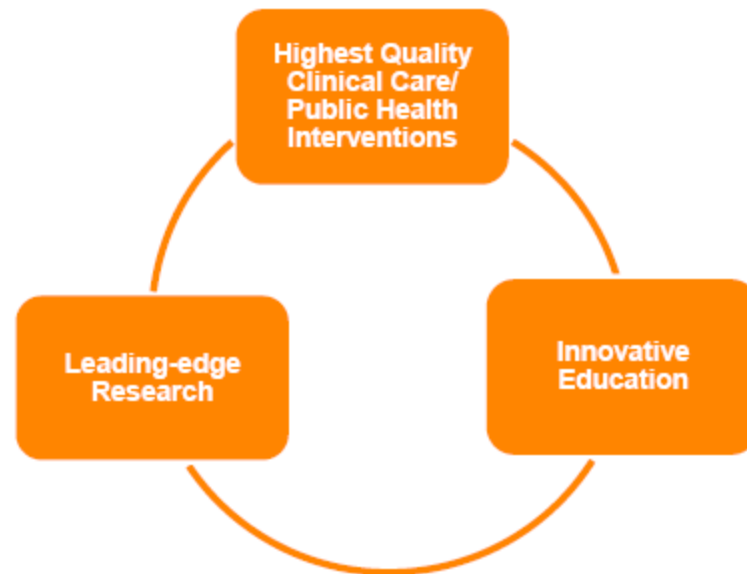 Highest Quality
Clinical Care/
Public Health
Interventions
Leading-edge
Research
Innovative
Education